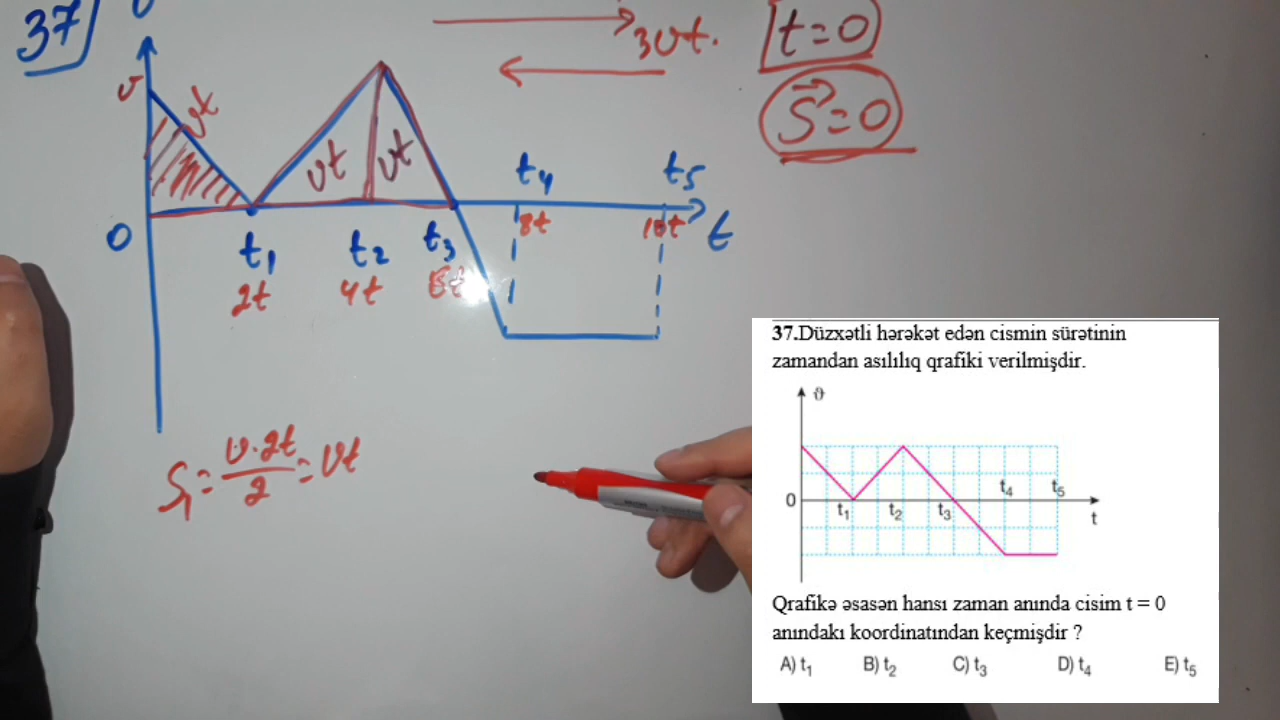 37)
3υt.
t=0
S=0
υ
υt
υt
υt
t4
t5
8t
10t
t
0
t1
t2
t3
2t
4t
6t
S1=υ·2t/2=υt
37.Düzxətli hərəkət edən cismin sürətinin
zamandan asılılıq qrafiki verilmişdir.
ϑ
0
t1
t2
t3
t4
t5
t
Qrafikə əsasən hansı zaman anında cisim t = 0
anındakı koordinatından keçmişdir ?
A) t1 B) t2 C) t3 D) t4 E) t5